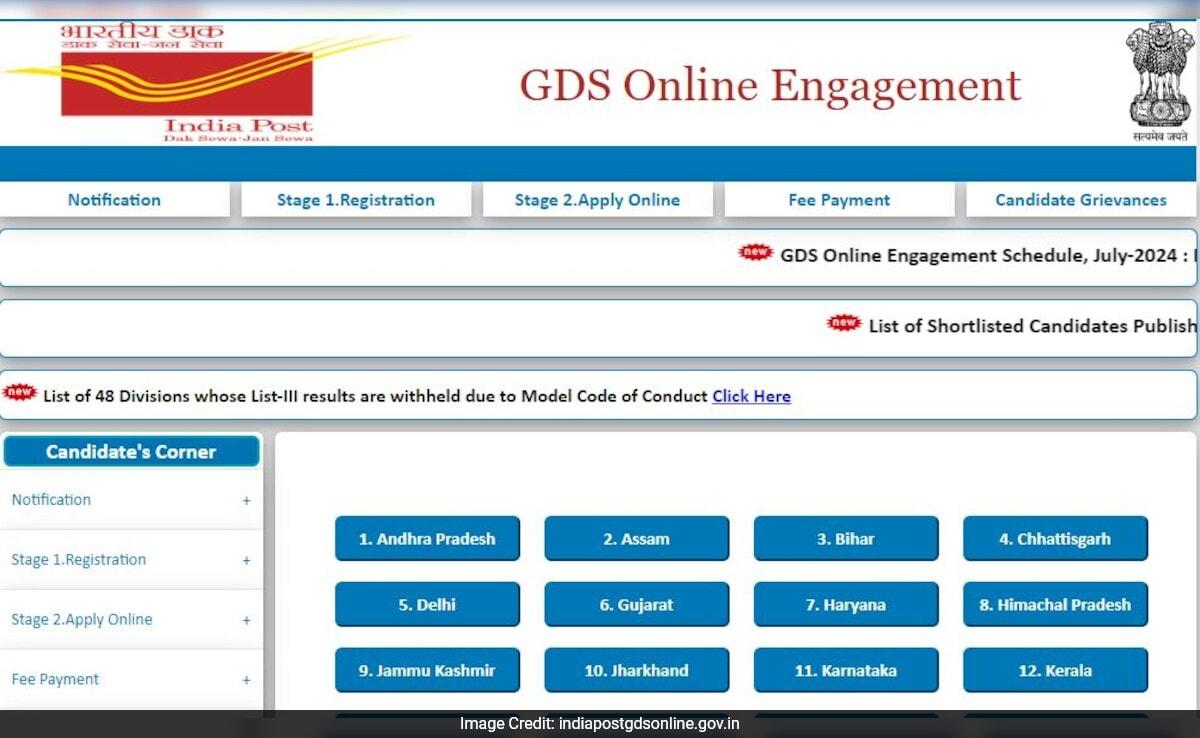 भारतीय डाक
डाक सेवा-जन सेवा
India Post
Dak Sewa-Jan Sewa
GDS Online Engagement
सत्यमेव जयते
Notification
Stage 1.Registration
Stage 2.Apply Online
Fee Payment
Candidate Grievances
new GDS Online Engagement Schedule, July-2024 :
new List of Shortlisted Candidates Publish
new List of 48 Divisions whose List-III results are withheld due to Model Code of Conduct Click Here
Candidate's Corner
Notification +
Stage 1.Registration +
Stage 2.Apply Online +
Fee Payment +
1. Andhra Pradesh
2. Assam
3. Bihar
4. Chhattisgarh
5. Delhi
6. Gujarat
7. Haryana
8. Himachal Pradesh
9. Jammu Kashmir
10. Jharkhand
11. Karnataka
12. Kerala
Image Credit: indiapostgdsonline.gov.in